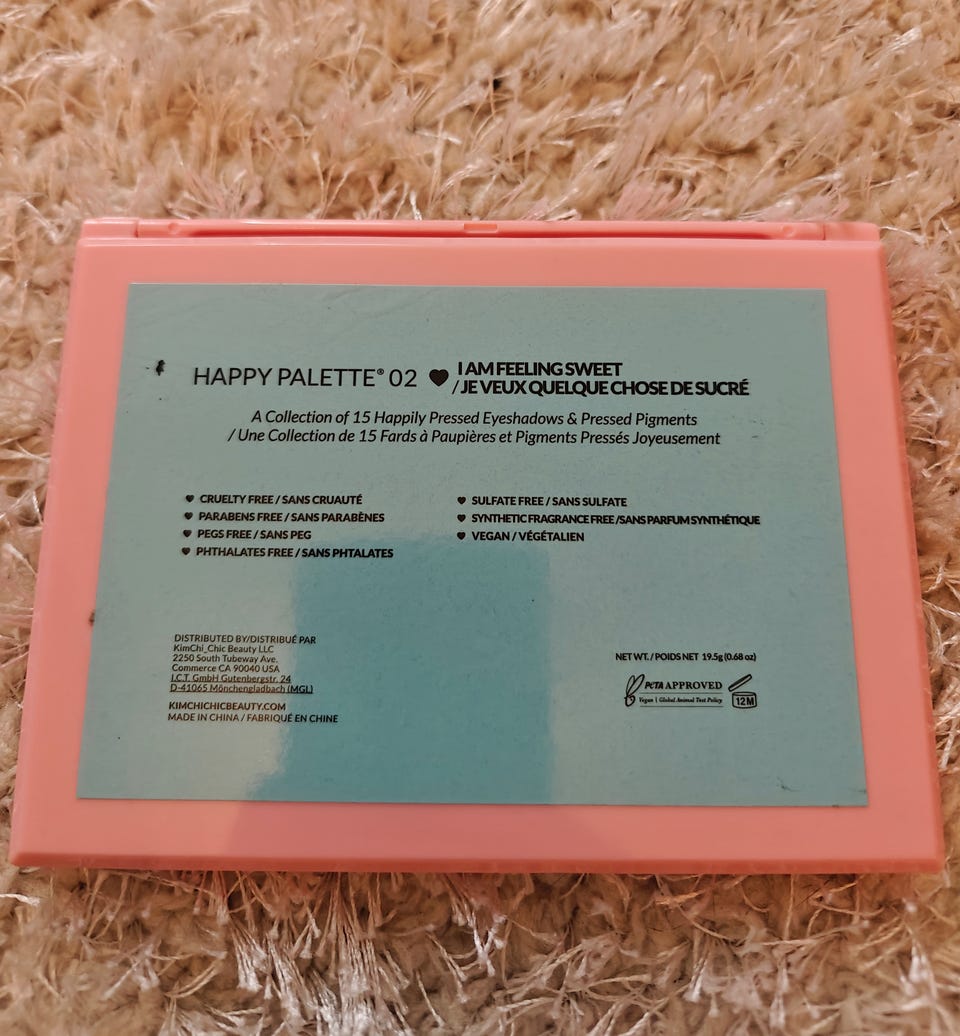 HAPPY PALETTE® 02 ♥ I AM FEELING SWEET
/ JE VEUX QUELQUE CHOSE DE SUCRÉ
A Collection of 15 Happily Pressed Eyeshadows & Pressed Pigments
/ Une Collection de 15 Fards à Paupières et Pigments Pressés Joyeusement
♥ CRUELTY FREE / SANS CRUAUTÉ
♥ PARABENS FREE / SANS PARABÈNES
♥ PEGS FREE / SANS PEG
♥ PHTHALATES FREE / SANS PHTALATES
♥ SULFATE FREE / SANS SULFATE
♥ SYNTHETIC FRAGRANCE FREE /SANS PARFUM SYNTHÉTIQUE
♥ VEGAN / VÉGÉTALIEN
DISTRIBUTED BY/DISTRIBUÉ PAR
KimChi_Chic Beauty LLC
2250 South Tubeway Ave.
Commerce CA 90040 USA
I.C.T. GmbH Gutenbergstr. 24
D-41065 Mönchengladbach (MGL)
KIMCHICHICBEAUTY.COM
MADE IN CHINA / FABRIQUÉ EN CHINE
NET WT. / POIDS NET 19.5g (0.68 oz)
PETA APPROVED
Vegan | Global Animal Test Policy
12M